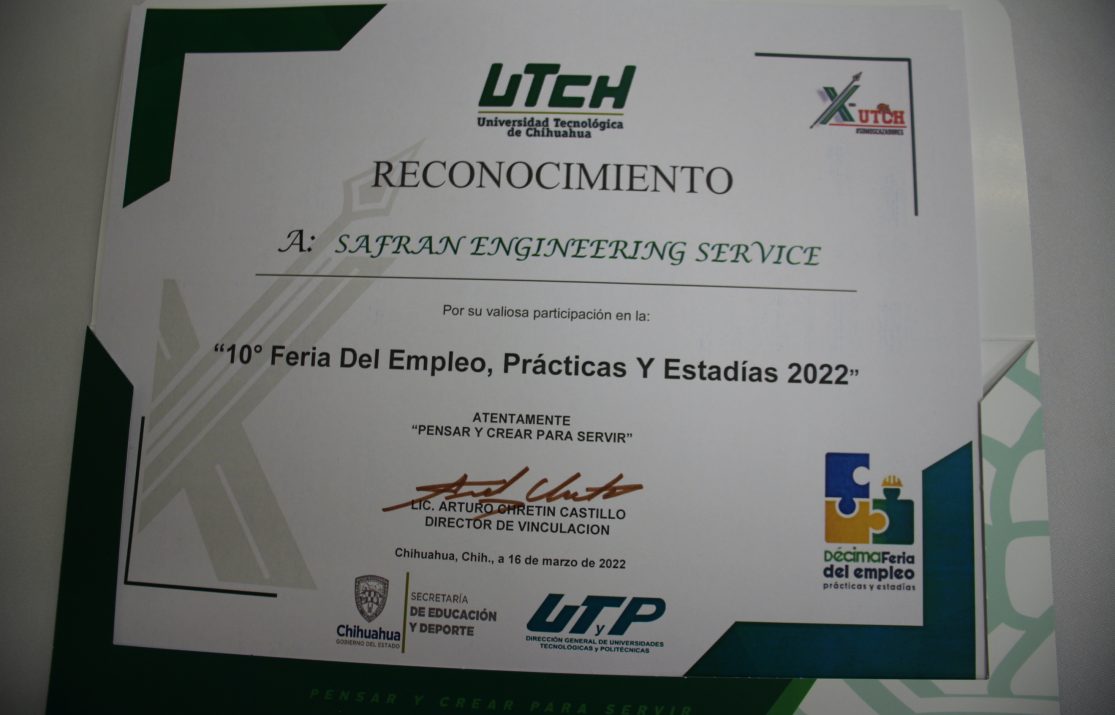 UTCH
Universidad Tecnológica
de Chihuahua
X-UTCH
#SOMOSCAZADORES
RECONOCIMIENTO
A: SAFRAN ENGINEERING SERVICE
Por su valiosa participación en la:
“10° Feria Del Empleo, Prácticas Y Estadías 2022”
ATENTAMENTE
“PENSAR Y CREAR PARA SERVIR”
LIC. ARTURO CHRETIN CASTILLO
DIRECTOR DE VINCULACION
Chihuahua, Chih., a 16 de marzo de 2022
DécimaFeria
del empleo
prácticas y estadías
Chihuahua
GOBIERNO DEL ESTADO
SECRETARÍA
DE EDUCACIÓN
Y DEPORTE
UTyP
DIRECCIÓN GENERAL DE UNIVERSIDADES
TECNOLÓGICAS y POLITÉCNICAS
PENSAR Y CREAR PARA SERVIR